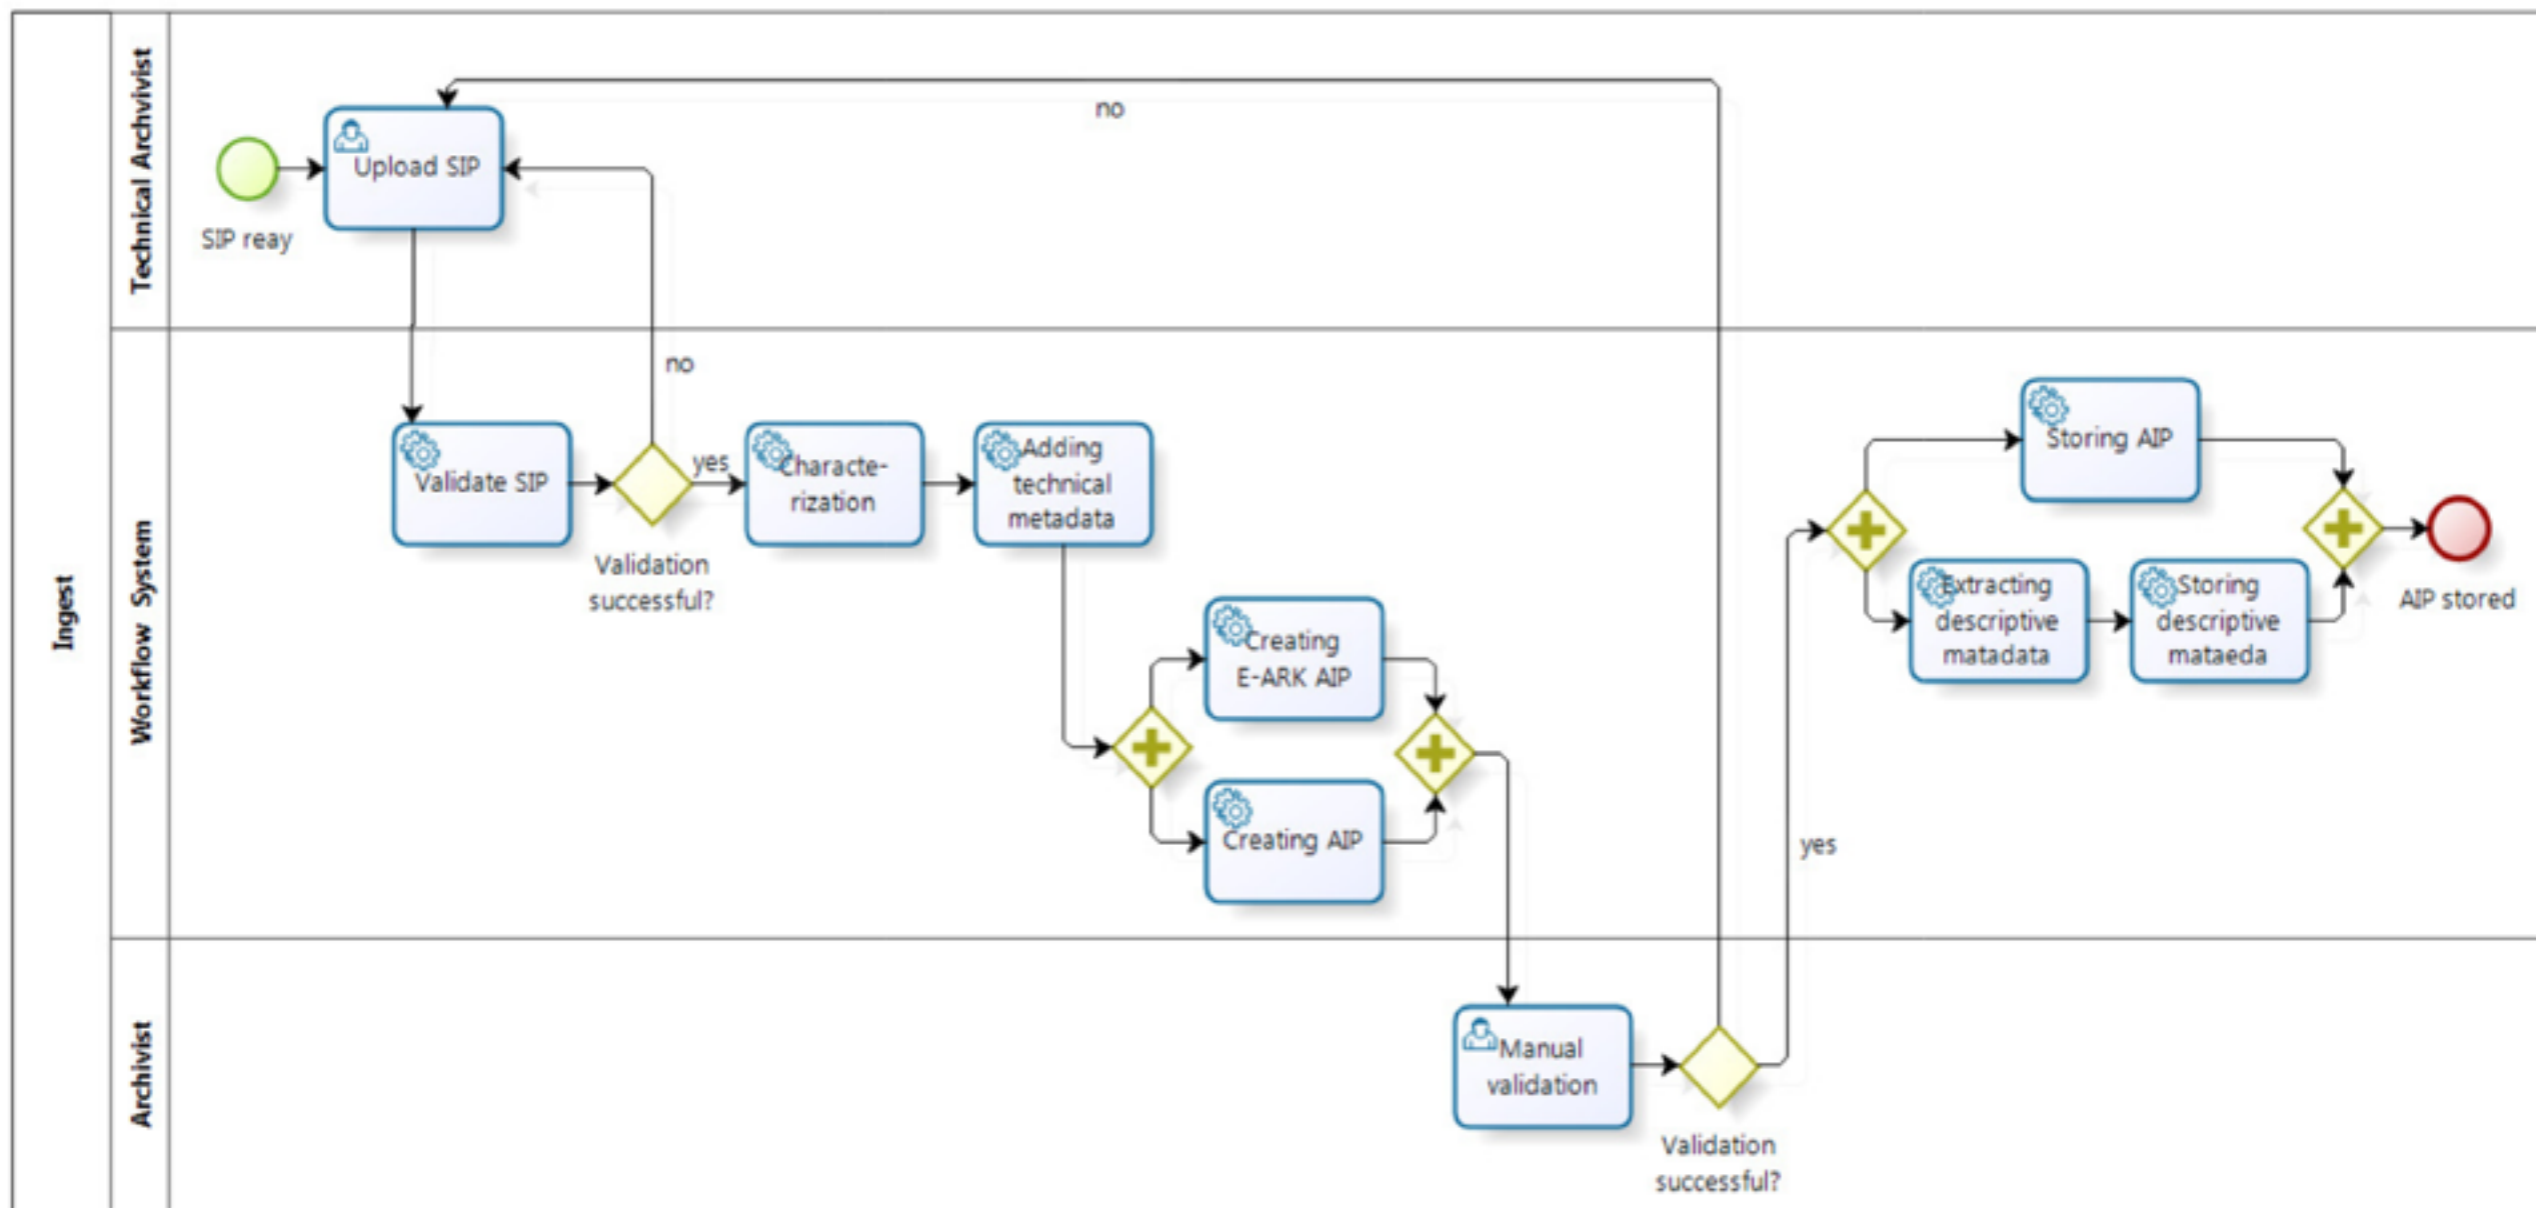 Ingest
Technical Archvivist
no
Upload SIP
SIP reay
Workflow System
no
Validate SIP
yes
Validation
successful?
Characte-
rization
Adding
technical
metadata
Creating
E-ARK AIP
Creating AIP
yes
Storing AIP
Extracting
descriptive
matadata
Storing
descriptive
mataeda
AIP stored
Archivist
Manual
validation
Validation
successful?